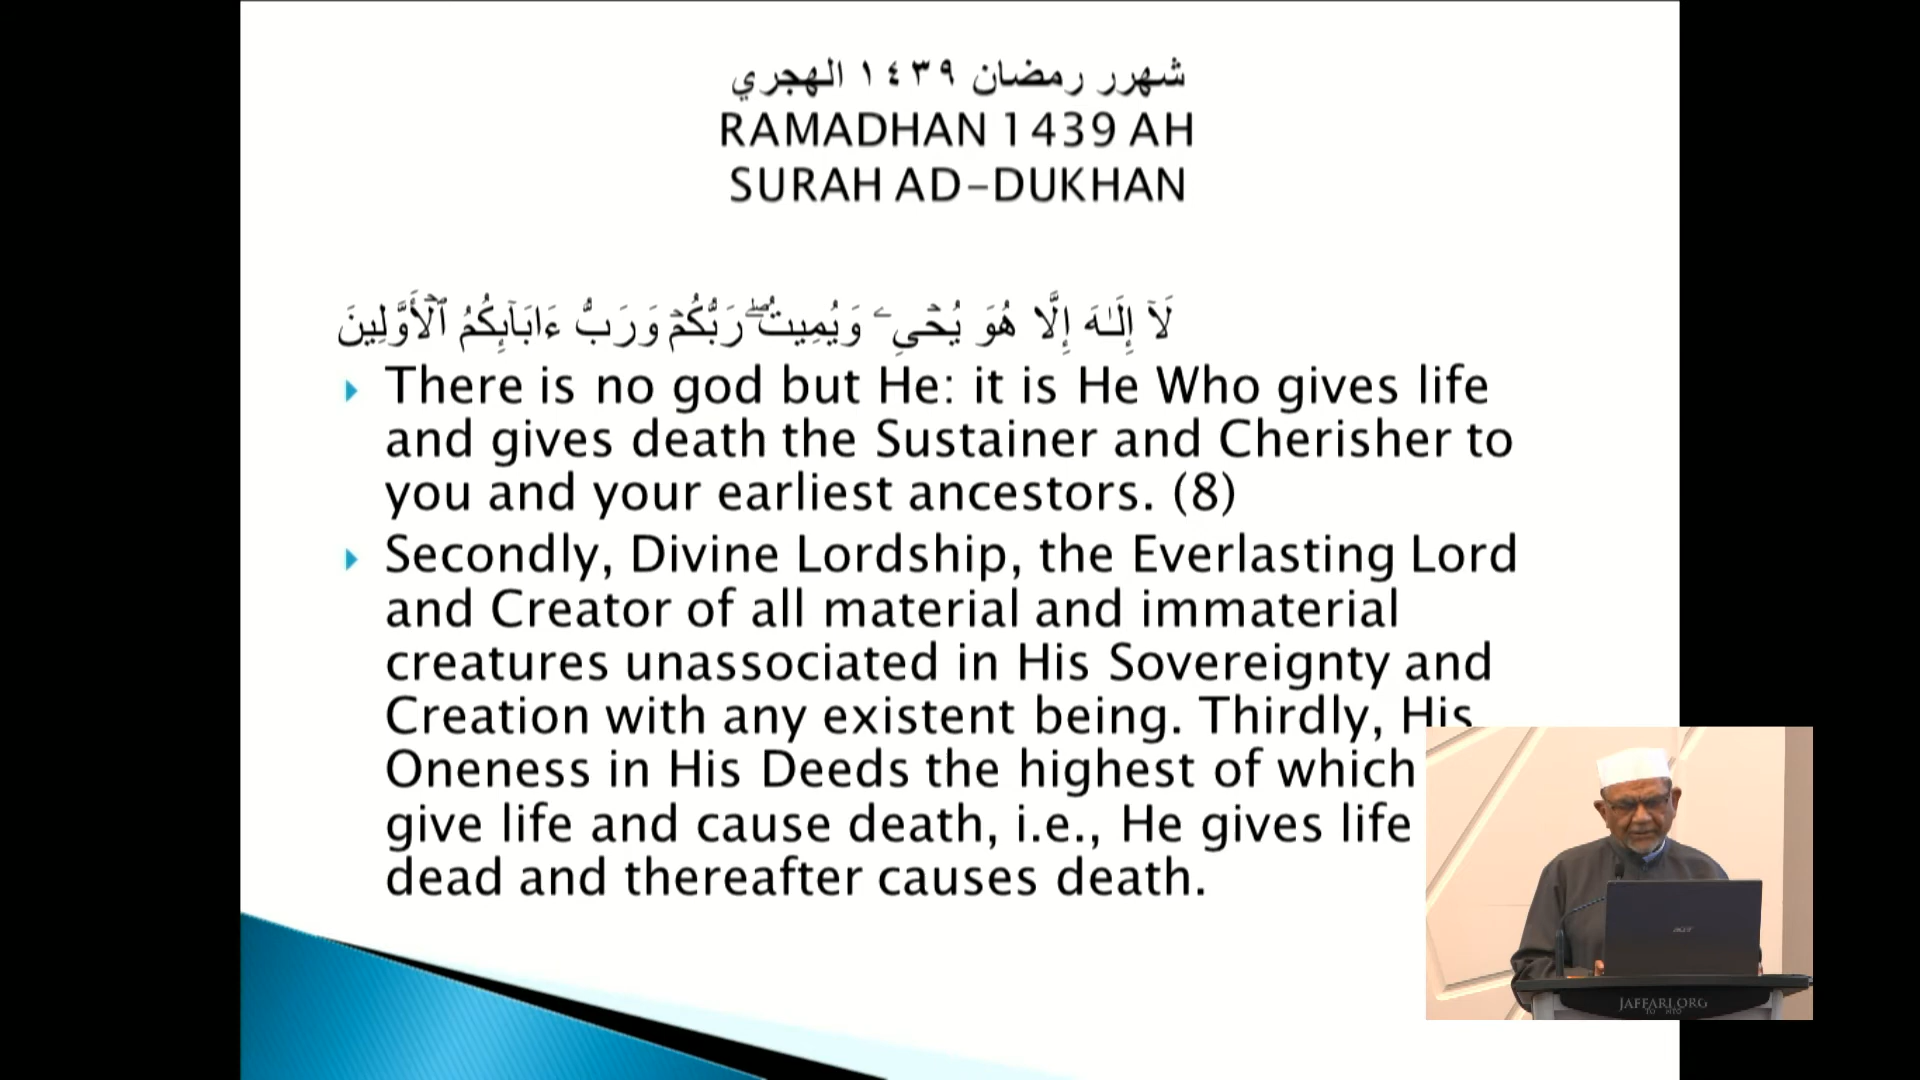 شهرر رمضان ١٤٣٩ الهجري
RAMADHAN 1439 AH
SURAH AD-DUKHAN
لَآ إِلَـٰهَ إِلَّا هُوَ يُحْىِۦ وَيُمِيتُ ۖ رَبُّكُمْ وَرَبُّ ءَابَآئِكُمُ ٱلْأَوَّلِينَ
There is no god but He: it is He Who gives life
and gives death the Sustainer and Cherisher to
you and your earliest ancestors. (8)
Secondly, Divine Lordship, the Everlasting Lord
and Creator of all material and immaterial
creatures unassociated in His Sovereignty and
Creation with any existent being. Thirdly, His
Oneness in His Deeds the highest of which
give life and cause death, i.e., He gives life
dead and thereafter causes death.
acer
JAFFARI.ORG